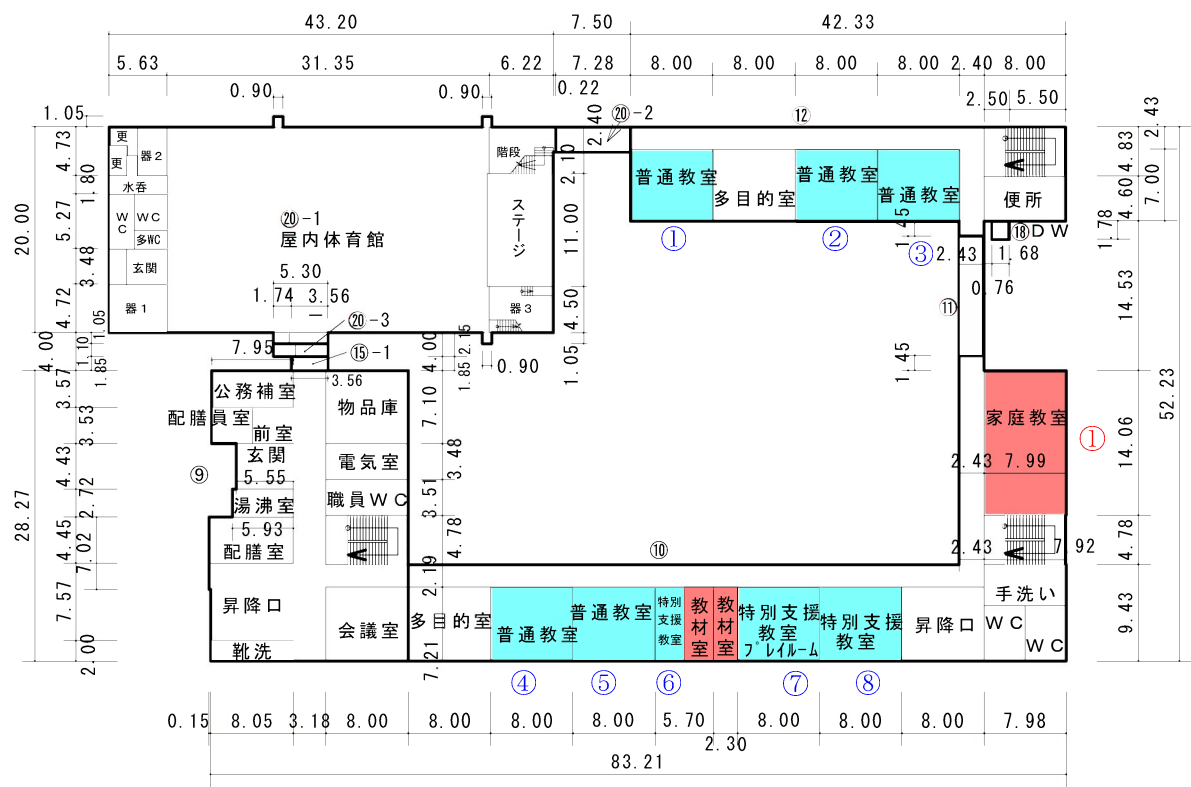 43.20
7.50
42.33
5.63
31.35
6.22
7.28
8.00
8.00
8.00
8.00
2.40
8.00
0.90
0.90
0.22
2.50
5.50
1.05
⑳-2
⑫
2.43
4.73
1.80
5.27
3.48
4.72
20.00
更
更
器2
水呑
WC
WC
多WC
玄関
器1
⑳-1
屋内体育館
5.30
1.74
3.56
階段
ステージ
器3
2.40
2.10
11.00
4.50
普通教室
多目的室
普通教室
普通教室
便所
4.83
4.60
7.00
①
②
③
1.45
2.43
⑱DW
1.68
0.76
1.78
14.53
⑪
1.45
52.23
1.05
1.10
4.00
1.85
⑳-3
⑮-1
7.95
3.56
4.00
2.15
1.85
0.90
1.05
3.57
3.53
4.43
2.72
4.45
7.02
7.57
2.00
28.27
公務補室
配膳員室
前室
玄関
5.55
⑨
湯沸室
5.93
配膳室
昇降口
靴洗
物品庫
電気室
職員WC
会議室
7.10
3.48
3.51
4.78
2.19
7.21
家庭教室
①
2.43
7.99
14.06
⑩
2.43
7.92
4.78
手洗い
WC
WC
9.43
多目的室
普通教室
普通教室
特別
支援
教室
教材室
教材室
特別支援
教室
プレイルーム
特別支援
教室
昇降口
④
⑤
⑥
⑦
⑧
0.15
8.05
3.18
8.00
8.00
8.00
8.00
5.70
8.00
8.00
8.00
7.98
2.30
83.21